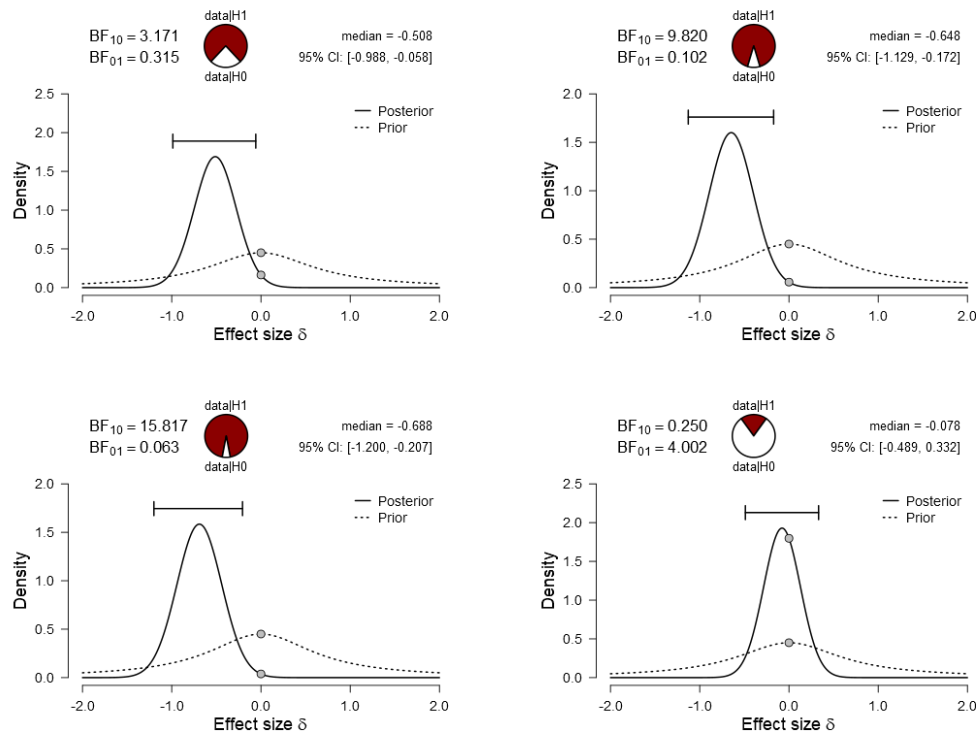 data|H1
BF10 = 3.171
median = -0.508
BF01 = 0.315
95% CI: [-0.988, -0.058]
data|H0
2.5
2.0
1.5
1.0
0.5
0.0
Density
Posterior
Prior
-2.0 -1.0 0.0 1.0 2.0
Effect size δ
data|H1
BF10 = 9.820
median = -0.648
BF01 = 0.102
95% CI: [-1.129, -0.172]
data|H0
2.0
1.5
1.0
0.5
0.0
Density
Posterior
Prior
-2.0 -1.0 0.0 1.0 2.0
Effect size δ
data|H1
BF10 = 15.817
median = -0.688
BF01 = 0.063
95% CI: [-1.200, -0.207]
data|H0
2.0
1.5
1.0
0.5
0.0
Density
Posterior
Prior
-2.0 -1.0 0.0 1.0 2.0
Effect size δ
data|H1
BF10 = 0.250
median = -0.078
BF01 = 4.002
95% CI: [-0.489, 0.332]
data|H0
2.5
2.0
1.5
1.0
0.5
0.0
Density
Posterior
Prior
-2.0 -1.0 0.0 1.0 2.0
Effect size δ